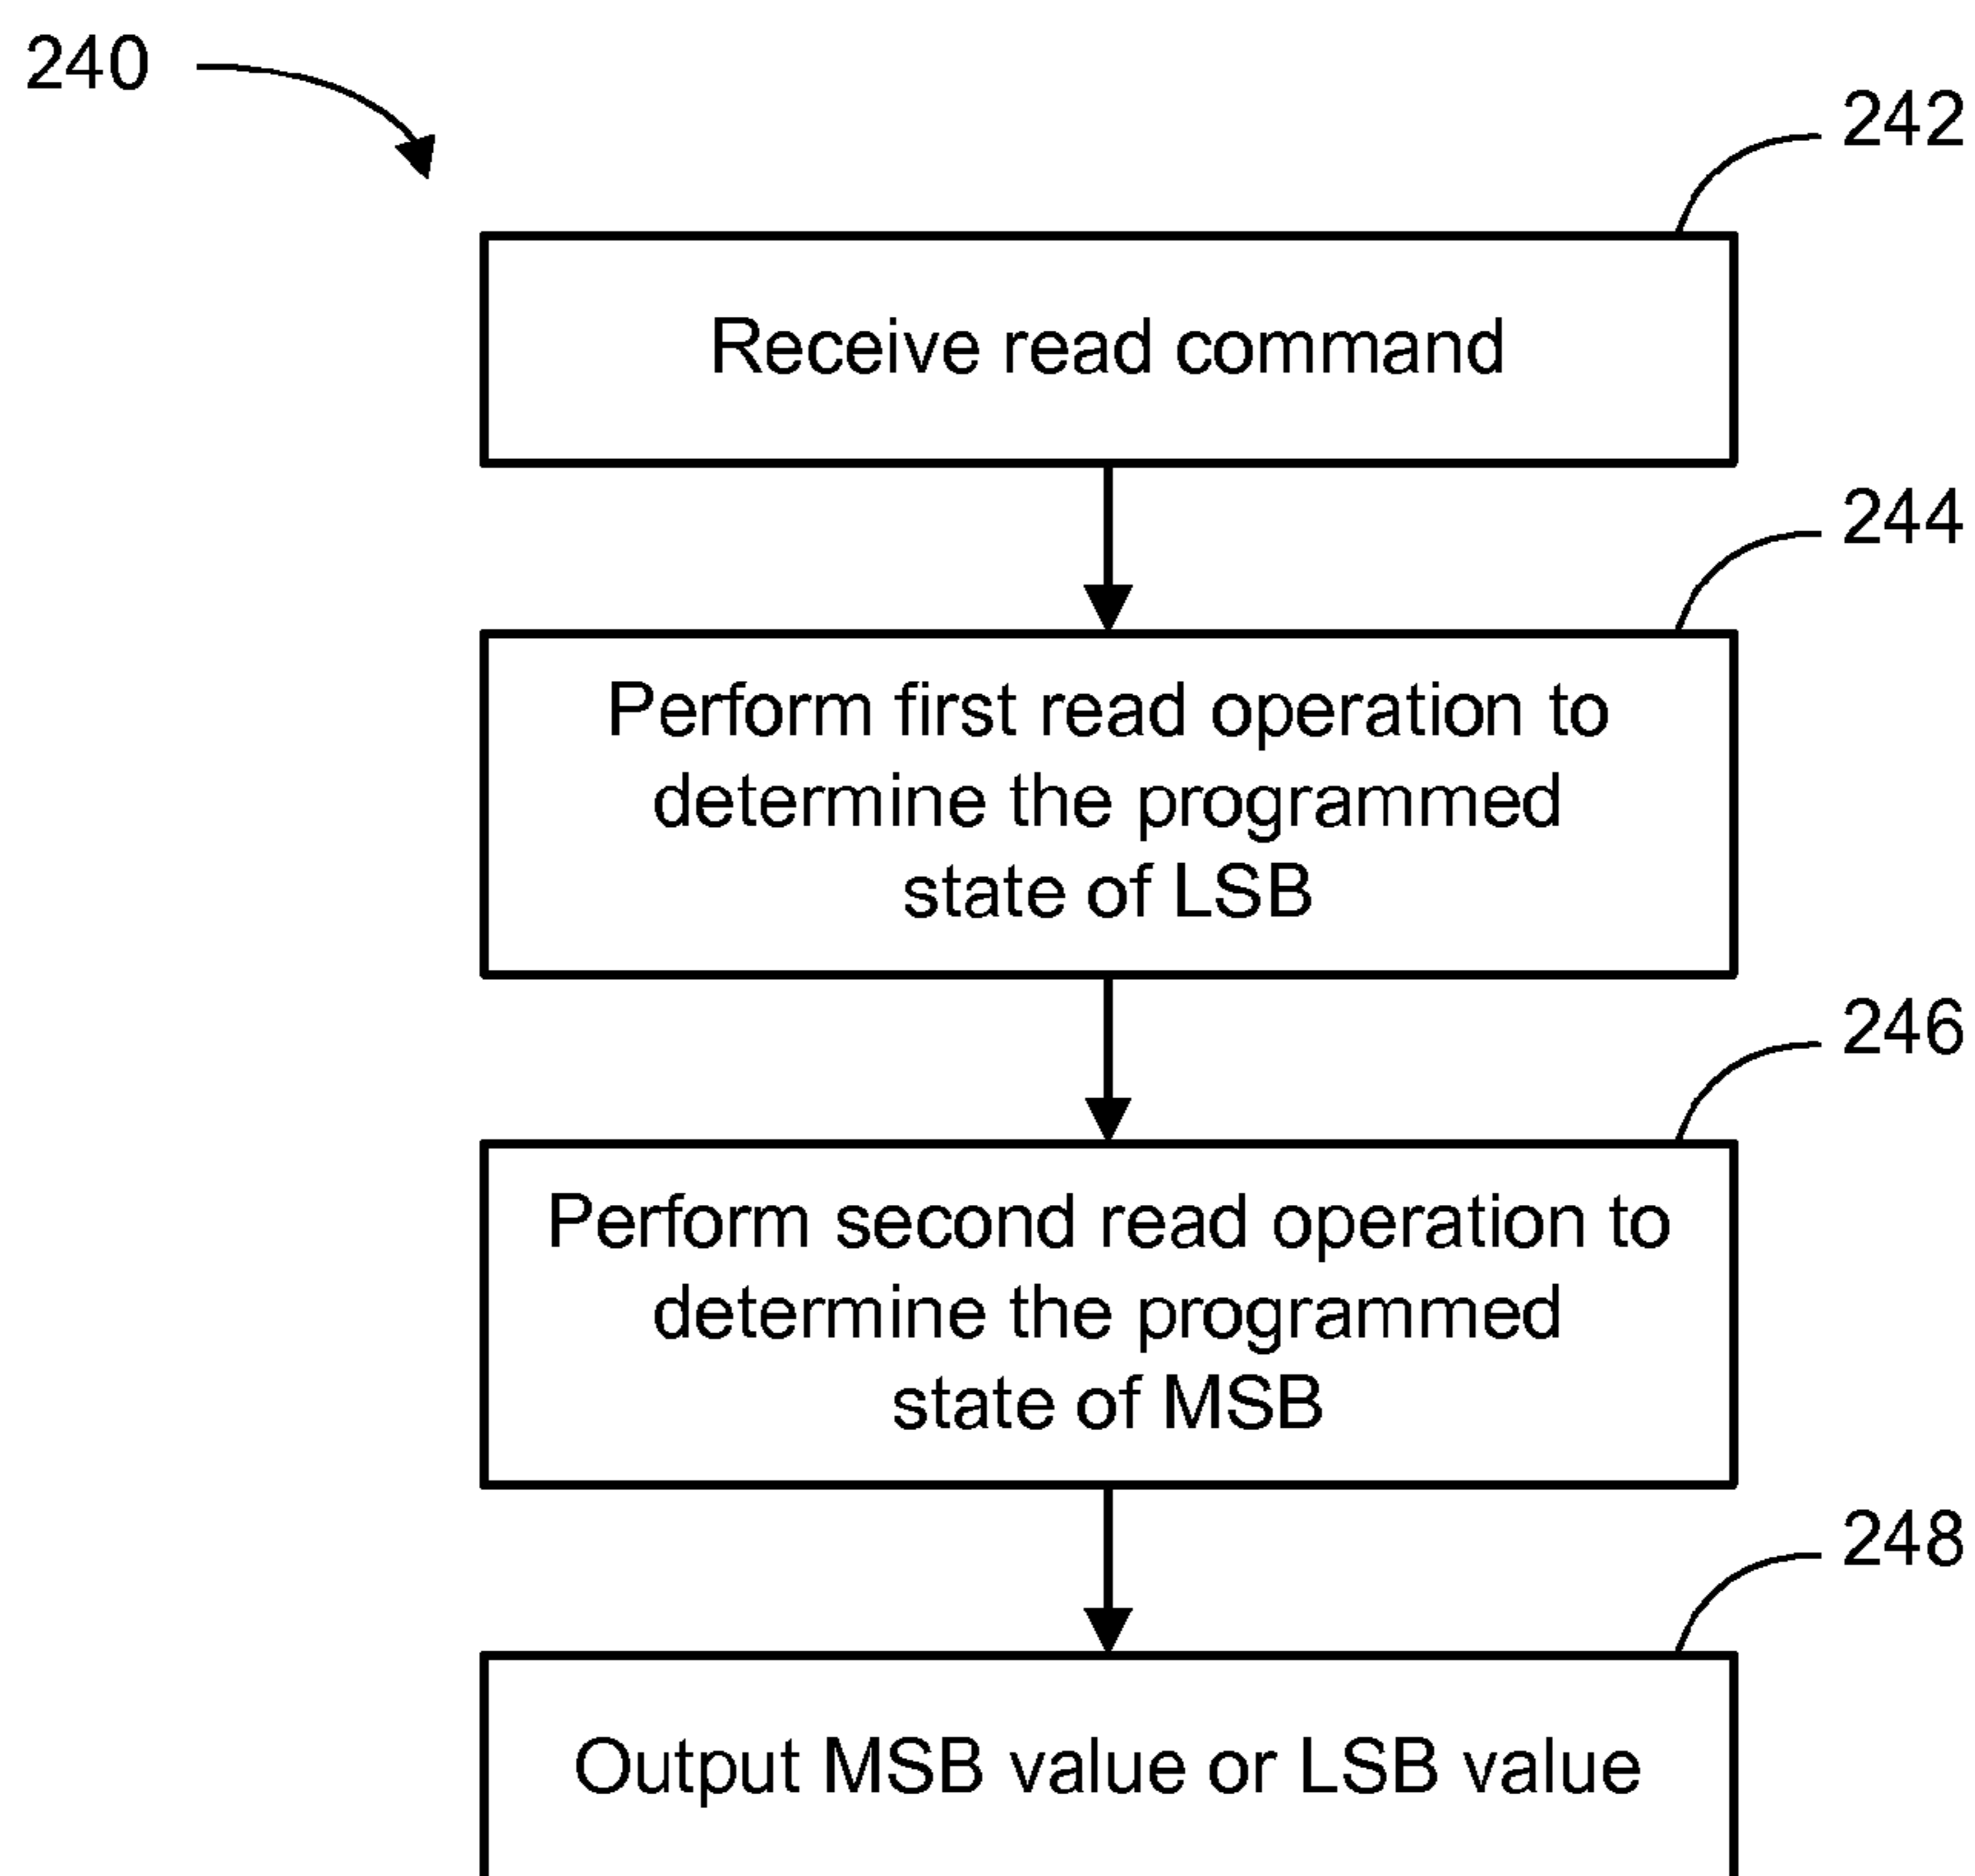 240
242
Receive read command
244
Perform first read operation to
determine the programmed
state of LSB
246
Perform second read operation to
determine the programmed
state of MSB
248
Output MSB value or LSB value